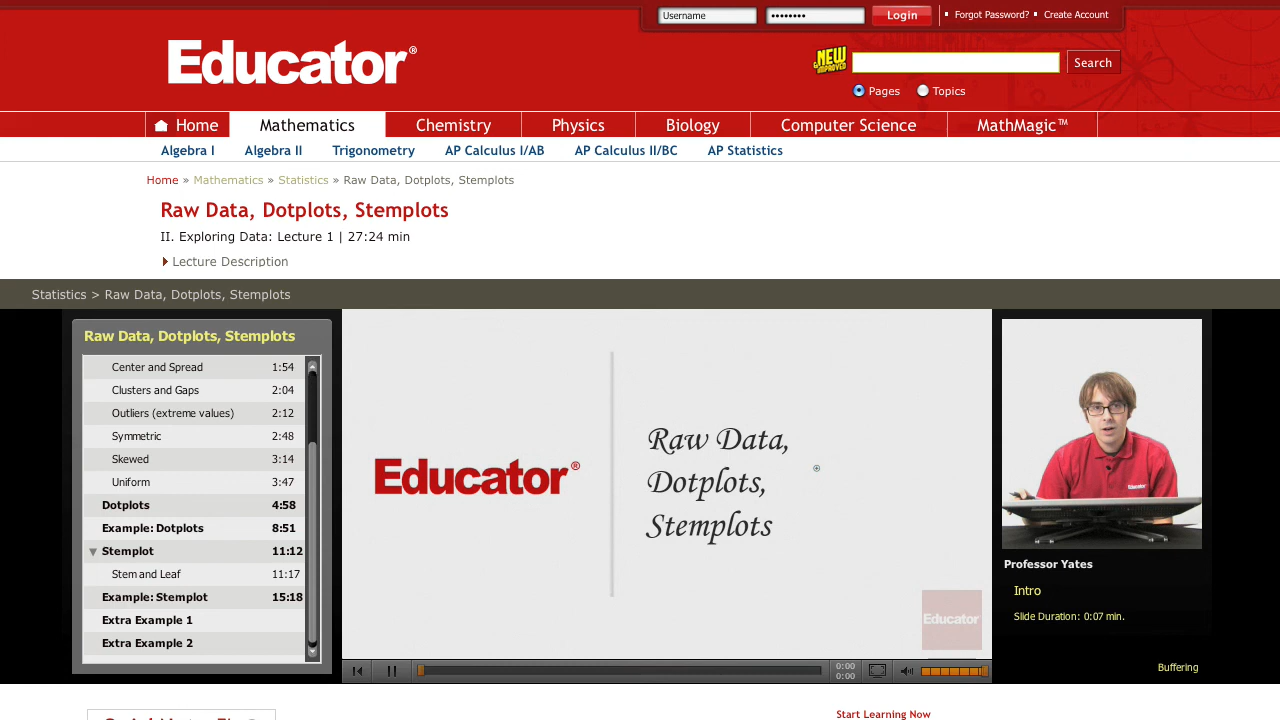 Username
••••••••
Login
Forgot Password?
Create Account
Educator®
NEW
& IMPROVED
Search
Pages
Topics
Home
Mathematics
Chemistry
Physics
Biology
Computer Science
MathMagic™
Algebra I
Algebra II
Trigonometry
AP Calculus I/AB
AP Calculus II/BC
AP Statistics
Home » Mathematics » Statistics » Raw Data, Dotplots, Stemplots
Raw Data, Dotplots, Stemplots
II. Exploring Data: Lecture 1 | 27:24 min
Lecture Description
Statistics > Raw Data, Dotplots, Stemplots
Raw Data, Dotplots, Stemplots
Center and Spread 1:54
Clusters and Gaps 2:04
Outliers (extreme values) 2:12
Symmetric 2:48
Skewed 3:14
Uniform 3:47
Dotplots 4:58
Example: Dotplots 8:51
Stemplot 11:12
Stem and Leaf 11:17
Example: Stemplot 15:18
Extra Example 1
Extra Example 2
Educator®
Raw Data,
Dotplots,
Stemplots
®
Educator
0:00
0:00
Educator
Professor Yates
Intro
Slide Duration: 0:07 min.
Buffering
Start Learning Now